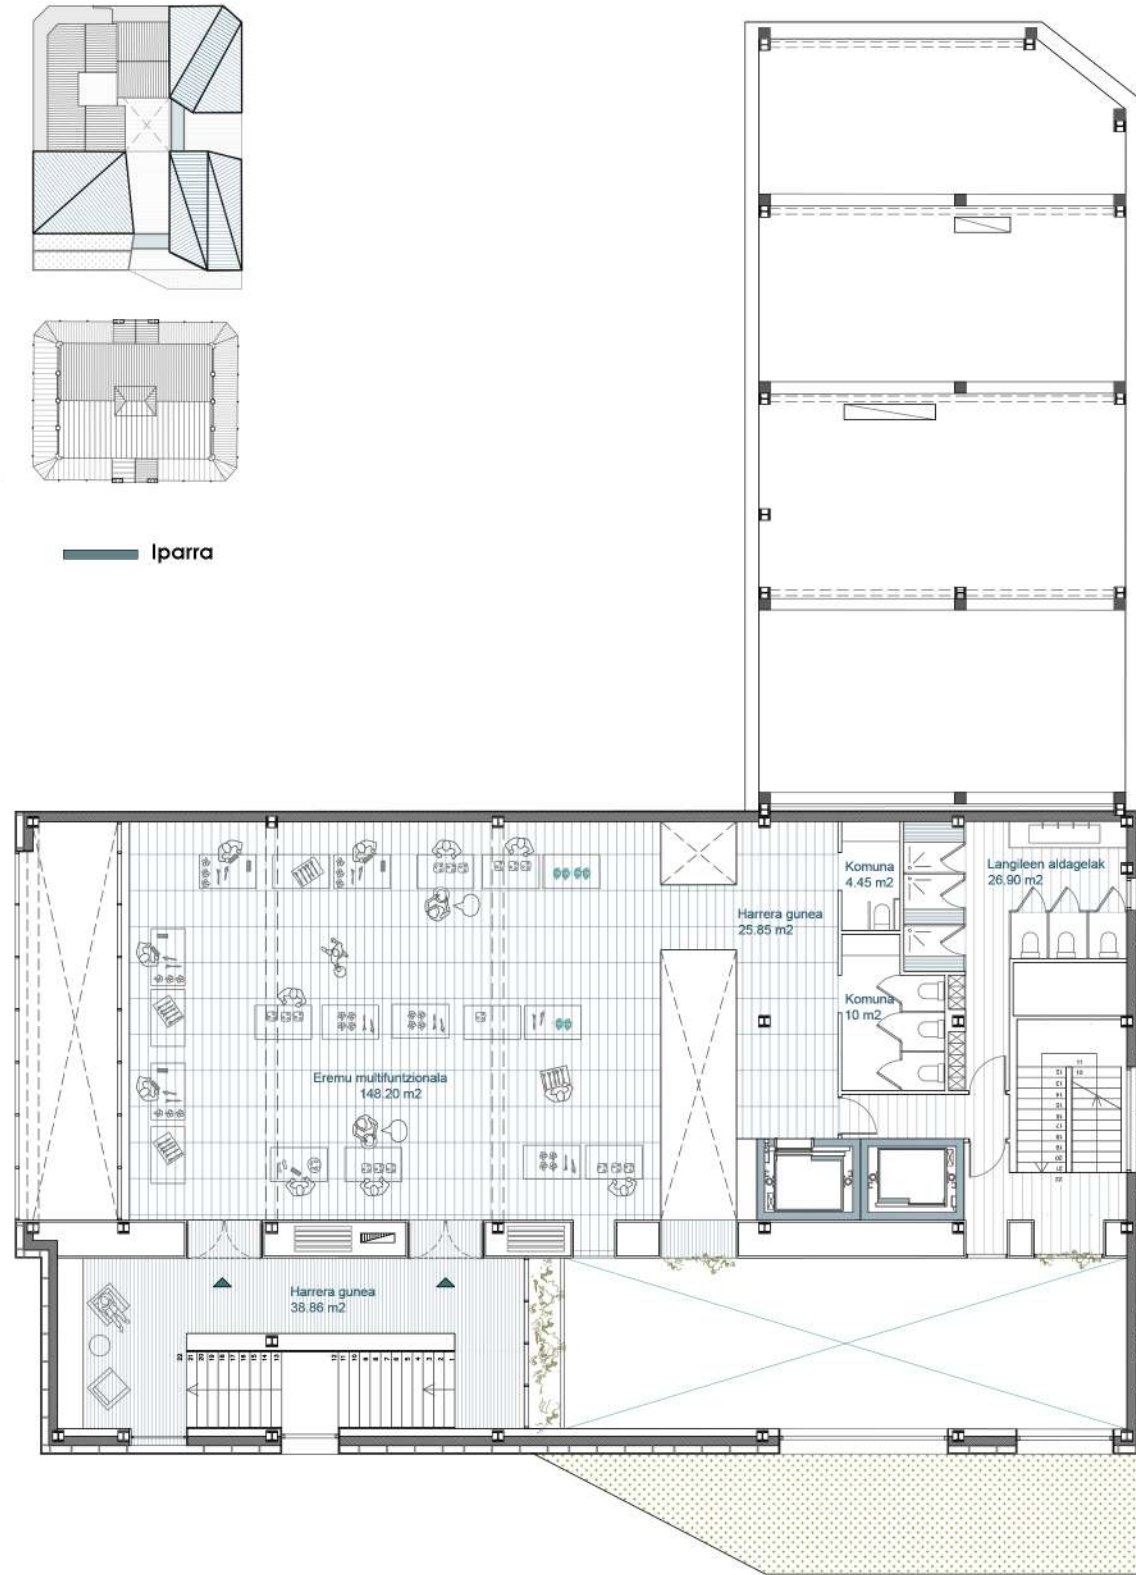 Iparra
Komuna
4.45 m2
Langileen aldagelak
26.90 m2
Harrera gunea
25.85 m2
Komuna
10 m2
Eremu multifuntzionala
148.20 m2
Harrera gunea
38.86 m2